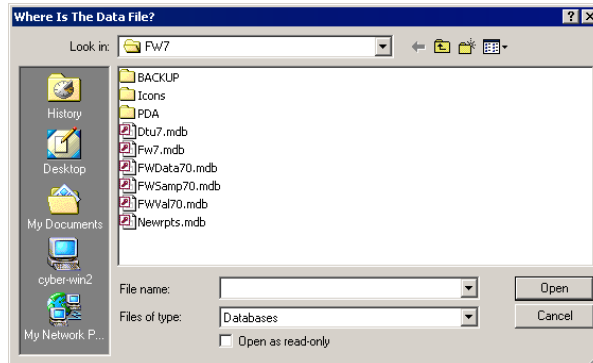 Where Is The Data File?
Look in: FW7
History
Desktop
My Documents
cyber-win2
My Network P...
BACKUP
Icons
PDA
Dtu7.mdb
Fw7.mdb
FWData70.mdb
FWSamp70.mdb
FWVal70.mdb
Newrpts.mdb
File name:
Open
Files of type: Databases
Cancel
Open as read-only